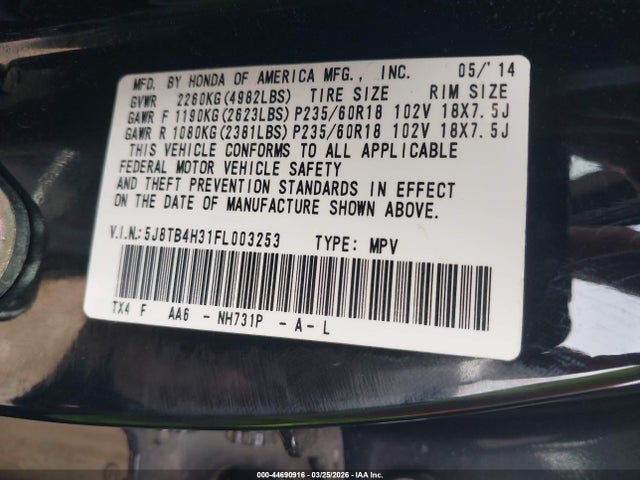 MFD. BY HONDA OF AMERICA MFG., INC. 05/'14
GVWR 2260KG(4982LBS) TIRE SIZE RIM SIZE
GAWR F 1190KG(2623LBS) P235/60R18 102V 18X7.5J
GAWR R 1080KG(2381LBS) P235/60R18 102V 18X7.5J
THIS VEHICLE CONFORMS TO ALL APPLICABLE
FEDERAL MOTOR VEHICLE SAFETY
AND THEFT PREVENTION STANDARDS IN EFFECT
ON THE DATE OF MANUFACTURE SHOWN ABOVE.
V.I.N.: 5J8TB4H31FL003253 TYPE: MPV
TX4 F AA6 - NH731P - A - L
000-44690916 - 03/25/2026 - IAA Inc.